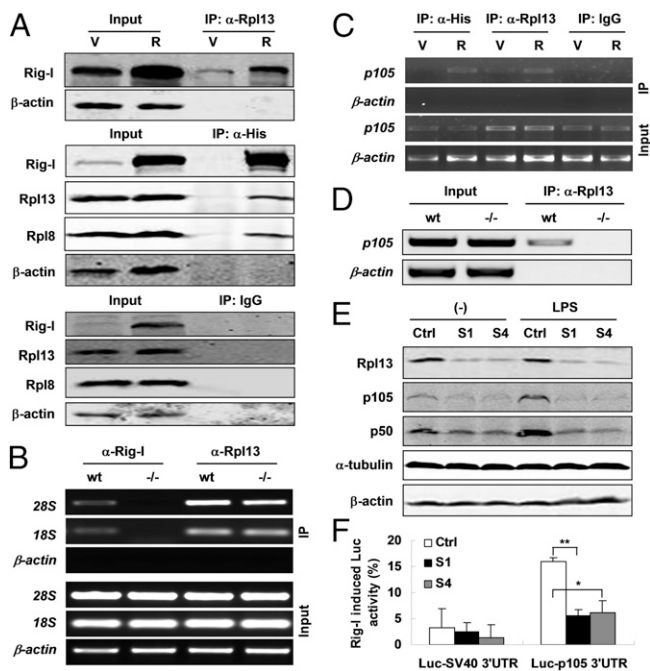 A
Input IP: α-Rpl13
V R V R
Rig-I
β-actin
Input IP: α-His
Rig-I
Rpl13
Rpl8
β-actin
Input IP: IgG
Rig-I
Rpl13
Rpl8
β-actin
B
α-Rig-I α-Rpl13
wt -/- wt -/-
28S
18S
β-actin
IP
28S
18S
β-actin
Input
C
IP: α-His IP: α-Rpl13 IP: IgG
V R V R V R
p105
β-actin
IP
p105
β-actin
Input
D
Input IP: α-Rpl13
wt -/- wt -/-
p105
β-actin
E
(-) LPS
Ctrl S1 S4 Ctrl S1 S4
Rpl13
p105
p50
α-tubulin
β-actin
F
Rig-I induced Luc
activity (%)
20
15
10
5
0
Ctrl
S1
S4
**
*
Luc-SV40 3'UTR Luc-p105 3'UTR